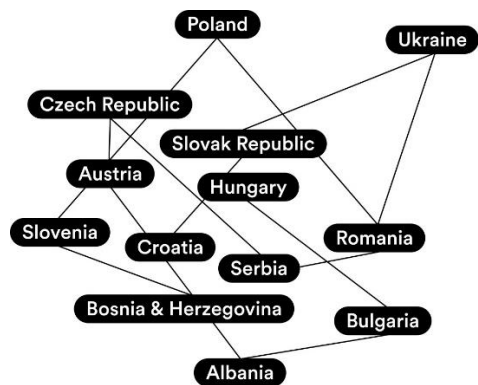 Poland
Ukraine
Czech Republic
Slovak Republic
Austria
Hungary
Slovenia
Croatia
Romania
Serbia
Bosnia & Herzegovina
Bulgaria
Albania